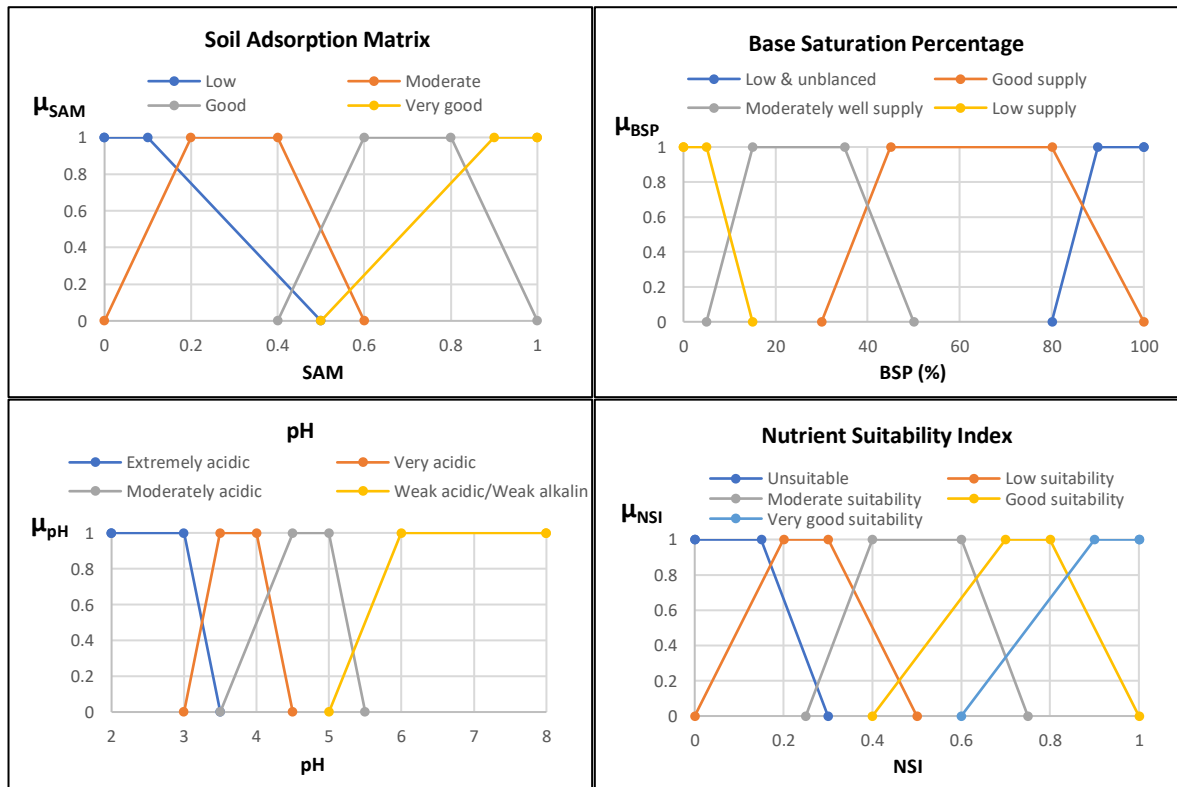 Soil Adsorption Matrix
Low Moderate
Good Very good
μSAM
1
0.8
0.6
0.4
0.2
0
0 0.2 0.4 0.6 0.8 1
SAM
Base Saturation Percentage
Low & unblanced Good supply
Moderately well supply Low supply
μBSP
1
0.8
0.6
0.4
0.2
0
0 20 40 60 80 100
BSP (%)
pH
Extremely acidic Very acidic
Moderately acidic Weak acidic/Weak alkalin
μpH
1
0.8
0.6
0.4
0.2
0
2 3 4 5 6 7 8
pH
Nutrient Suitability Index
Unsuitable Low suitability
Moderate suitability Good suitability
Very good suitability
μNSI
1
0.8
0.6
0.4
0.2
0
0 0.2 0.4 0.6 0.8 1
NSI